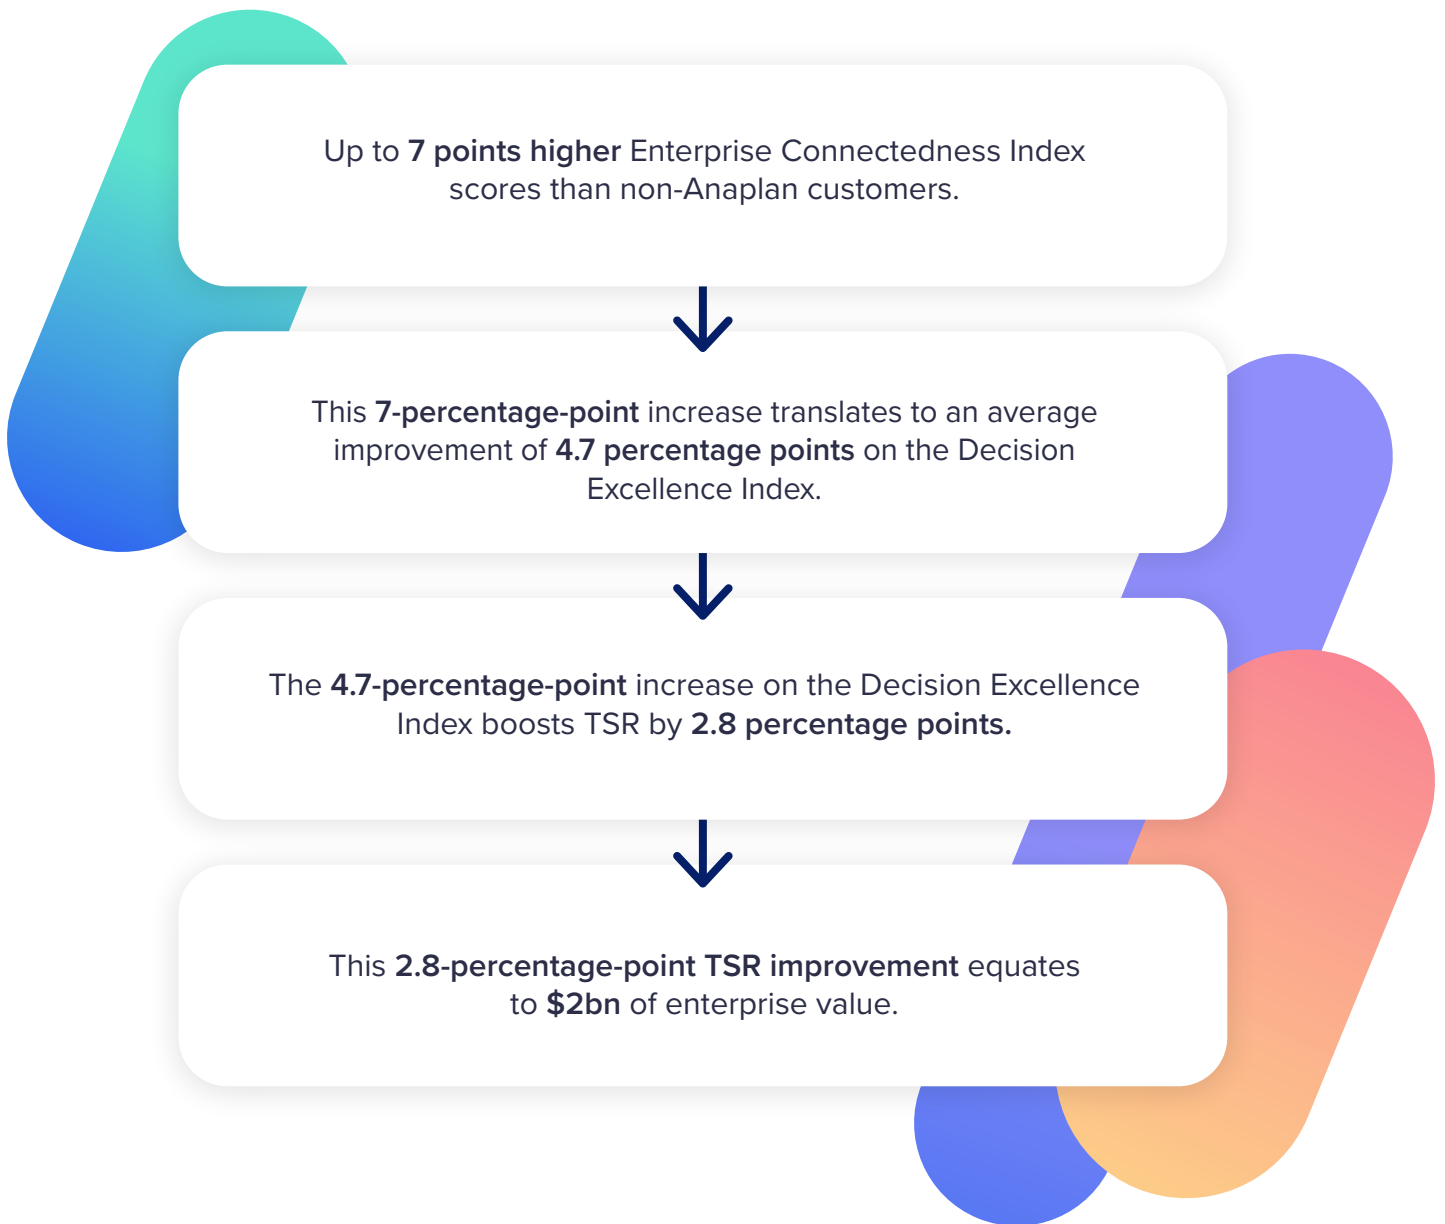 Up to 7 points higher Enterprise Connectedness Index
scores than non-Anaplan customers.
This 7-percentage-point increase translates to an average
improvement of 4.7 percentage points on the Decision
Excellence Index.
The 4.7-percentage-point increase on the Decision Excellence
Index boosts TSR by 2.8 percentage points.
This 2.8-percentage-point TSR improvement equates
to $2bn of enterprise value.